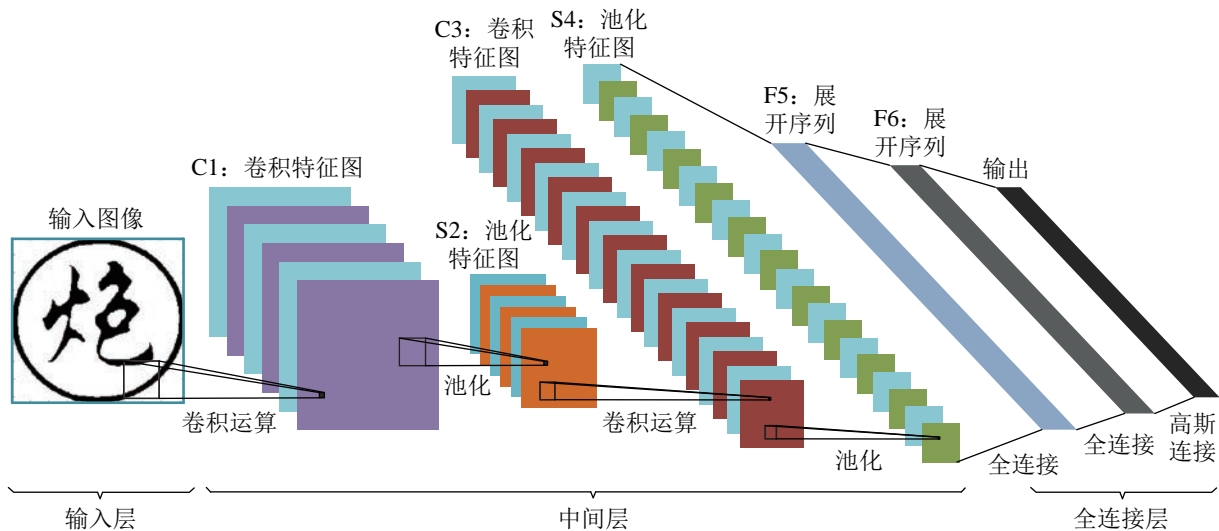 输入图像
炮
C1：卷积特征图
S2：池化
特征图
C3：卷积
特征图
S4：池化
特征图
F5：展
开序列
F6：展
开序列
输出
卷积运算
池化
卷积运算
池化
全连接
全连接
高斯
连接
输入层
中间层
全连接层